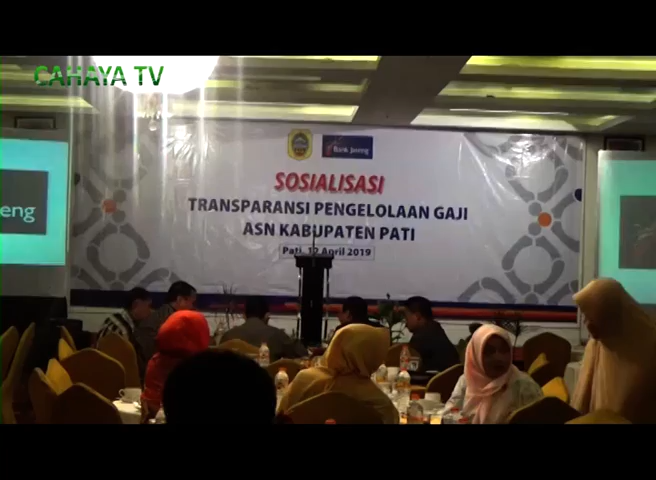 CAHAYA TV
Bank Jateng
SOSIALISASI
TRANSPARANSI PENGELOLAAN GAJI
ASN KABUPATEN PATI
Pati, 12 April 2019
eng